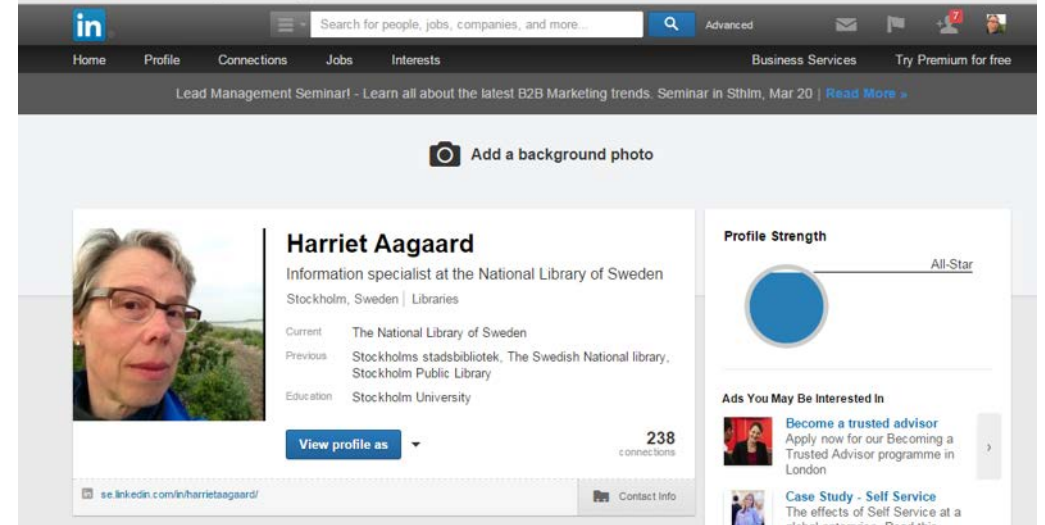 in
Search for people, jobs, companies, and more...
Advanced
7
Home Profile Connections Jobs Interests Business Services Try Premium for free
Lead Management Seminar! - Learn all about the latest B2B Marketing trends. Seminar in Sthlm, Mar 20 | Read More »
Add a background photo
Harriet Aagaard
Information specialist at the National Library of Sweden
Stockholm, Sweden | Libraries
Current The National Library of Sweden
Previous Stockholms stadsbibliotek, The Swedish National library,
Stockholm Public Library
Education Stockholm University
View profile as
238
connections
in se.linkedin.com/in/harrietaagaard/
Contact Info
Profile Strength
All-Star
Ads You May Be Interested In
Become a trusted advisor
Apply now for our Becoming a
Trusted Advisor programme in
London
Case Study - Self Service
The effects of Self Service at a